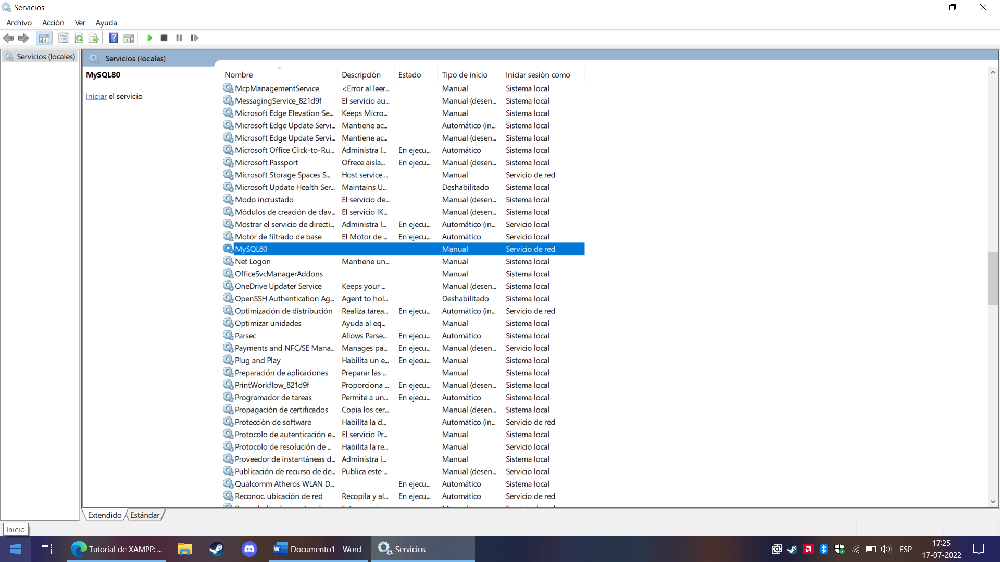 Servicios
Archivo Acción Ver Ayuda
Servicios (locales)
Servicios (locales)
MySQL80
Iniciar el servicio
Nombre Descripción Estado Tipo de inicio Iniciar sesión como
McpManagementService <Error al leer... Manual Sistema local
MessagingService_821d9f El servicio au... Manual (desen... Sistema local
Microsoft Edge Elevation Se... Keeps Micro... Manual Sistema local
Microsoft Edge Update Servi... Mantiene ac... Automático (in... Sistema local
Microsoft Edge Update Servi... Mantiene ac... Manual (desen... Sistema local
Microsoft Office Click-to-Ru... Administra l... En ejecu... Automático Sistema local
Microsoft Passport Ofrece aisla... En ejecu... Manual (desen... Sistema local
Microsoft Storage Spaces S... Host service ... Manual Servicio de red
Microsoft Update Health Ser... Maintains U... Deshabilitado Sistema local
Modo incrustado El servicio de... Manual (desen... Sistema local
Módulos de creación de clav... El servicio IK... Manual (desen... Sistema local
Mostrar el servicio de directi... Administra l... En ejecu... Automático (in... Servicio local
Motor de filtrado de base El Motor de ... En ejecu... Automático Servicio local
MySQL80 Manual Servicio de red
Net Logon Mantiene un... Manual Sistema local
OfficeSvcManagerAddons Manual Sistema local
OneDrive Updater Service Keeps your ... Manual (desen... Sistema local
OpenSSH Authentication Ag... Agent to hol... Deshabilitado Sistema local
Optimización de distribución Realiza tarea... En ejecu... Automático (in... Servicio de red
Optimizar unidades Ayuda al eq... Manual Sistema local
Parsec Allows Parse... En ejecu... Automático Sistema local
Payments and NFC/SE Mana... Manages pa... En ejecu... Manual (desen... Servicio local
Plug and Play Habilita un e... En ejecu... Manual Sistema local
Preparación de aplicaciones Preparar las ... Manual Sistema local
PrintWorkflow_821d9f Proporciona ... En ejecu... Manual (desen... Sistema local
Programador de tareas Permite a un... En ejecu... Automático Sistema local
Propagación de certificados Copia los cer... Manual (desen... Sistema local
Protección de software Habilita la d... Automático (in... Servicio de red
Protocolo de autenticación e... El servicio Pr... Manual Sistema local
Protocolo de resolución de ... Habilita la re... Manual Servicio local
Proveedor de instantáneas d... Administra i... Manual Sistema local
Publicación de recurso de de... Publica este ... Manual (desen... Servicio local
Qualcomm Atheros WLAN D... En ejecu... Automático Sistema local
Reconoc. ubicación de red Recopila y al... En ejecu... Automático Servicio de red
Extendido Estándar
Inicio
Tutorial de XAMPP: ... Documento1 - Word Servicios ESP 17:25
17-07-2022